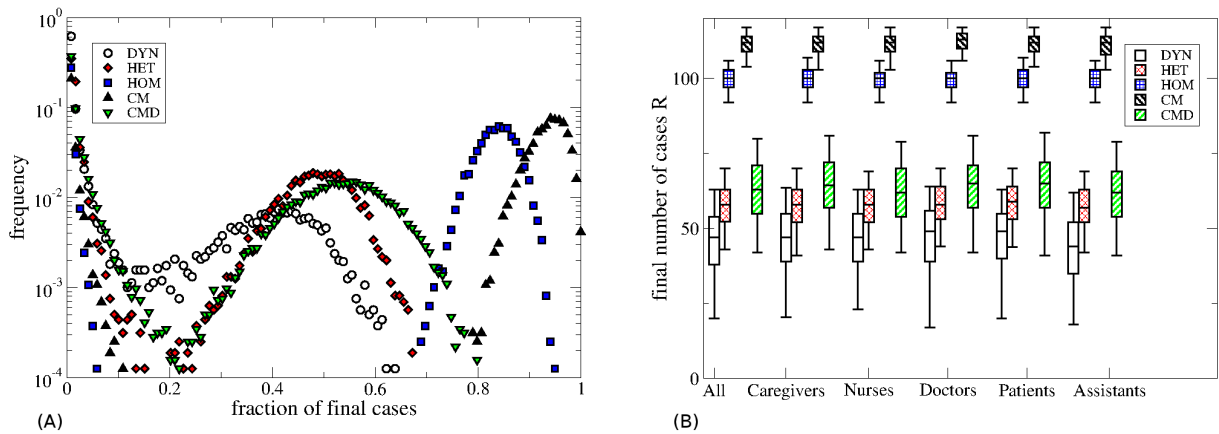 10^0
10^-1
10^-2
10^-3
10^-4
frequency
DYN
HET
HOM
CM
CMD
0 0.2 0.4 0.6 0.8 1
fraction of final cases
(A)
final number of cases R
100
50
0
DYN
HET
HOM
CM
CMD
All Caregivers Nurses Doctors Patients Assistants
(B)